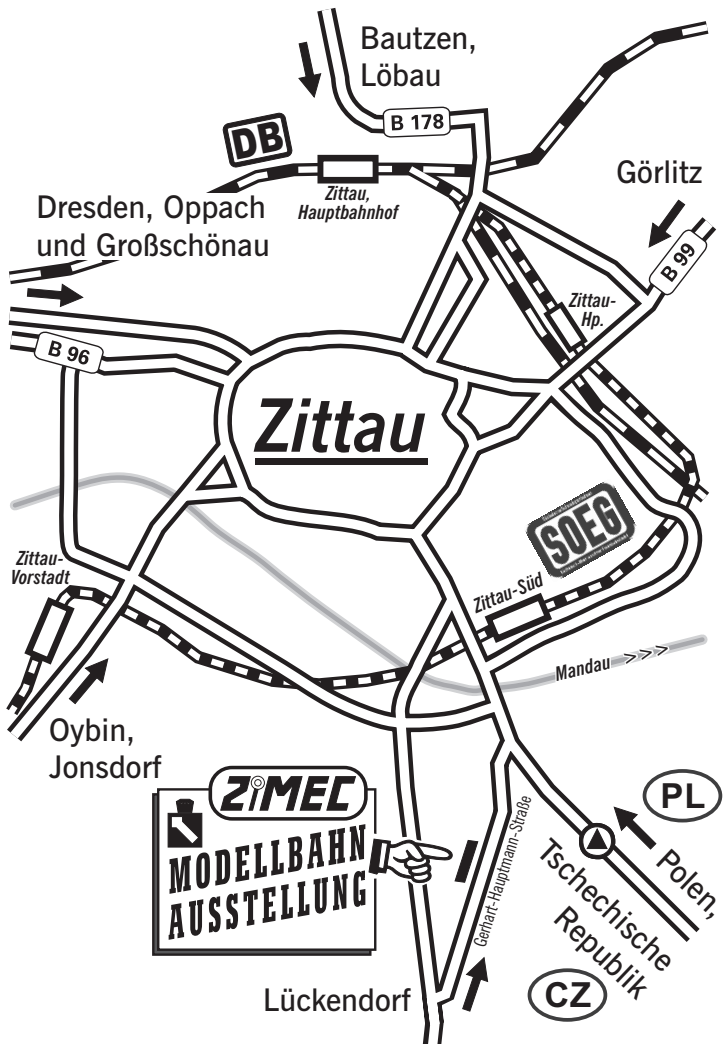 Bautzen,
Löbau
B 178
DB
Görlitz
Zittau,
Hauptbahnhof
Dresden, Oppach
und Großschönau
B 99
Zittau-
Hp.
B 96
Zittau
SOEG
Zittau-
Vorstadt
Zittau-Süd
Mandau >>>
Oybin,
Jonsdorf
ZiMEC
MODELLBAHN
AUSSTELLUNG
Gerhart-Hauptmann-Straße
PL
Polen,
Tschechische
Republik
CZ
Lückendorf